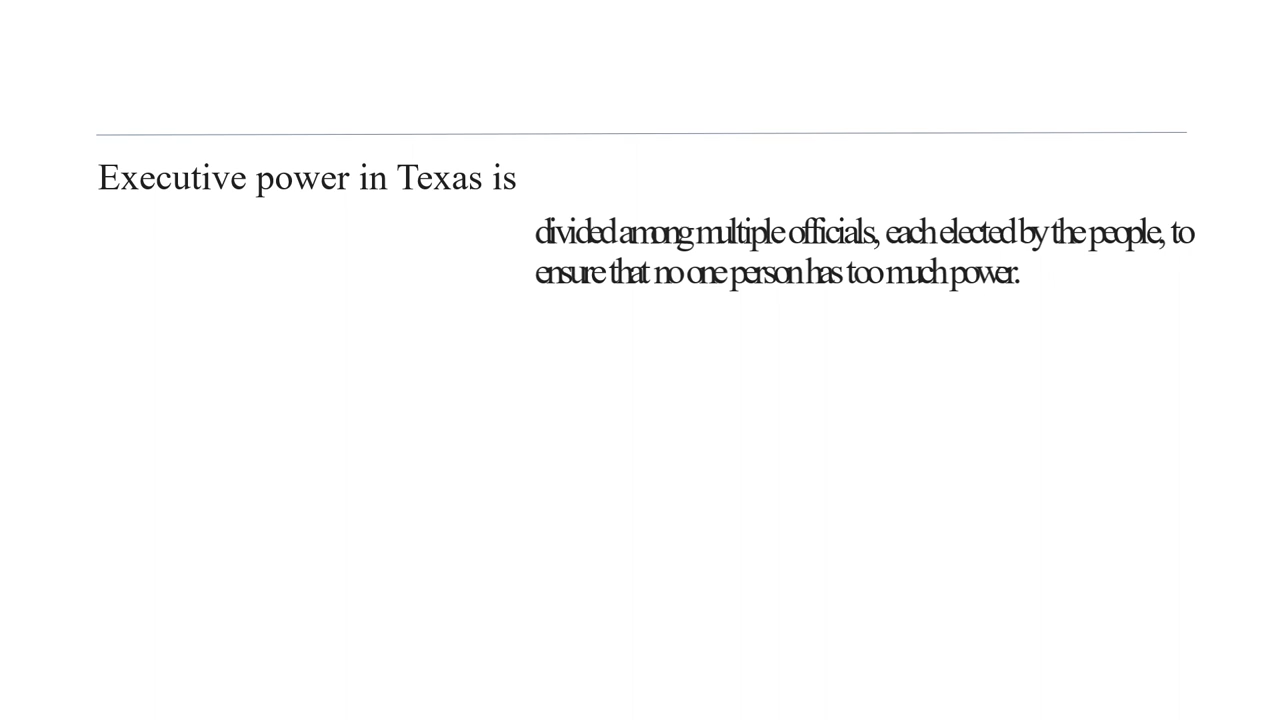 Executive power in Texas is
divided among multiple officials, each elected by the people, to
ensure that no one person has too much power.